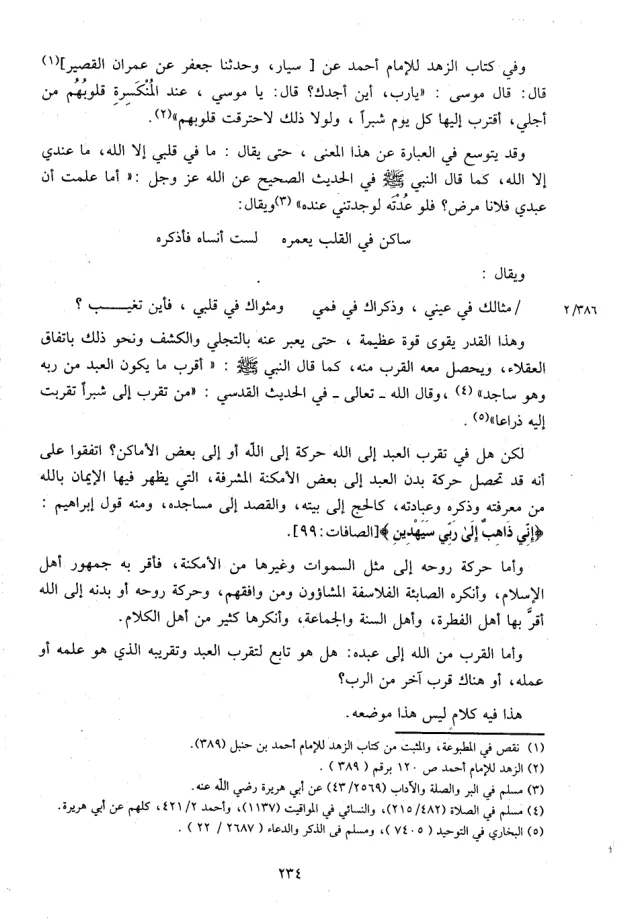 وفي كتاب الزهد للإمام أحمد عن [ سيار، وحدثنا جعفر عن عمران القصير](١)
قال: قال موسى : «يارب، أين أجدك؟ قال: يا موسي ، عند المُنْكَسِرة قلوبُهُم من
أجلي، أقترب إليها كل يوم شبراً ، ولولا ذلك لاحترقت قلوبهم»(٢).
وقد يتوسع في العبارة عن هذا المعنى ، حتى يقال : ما في قلبي إلا الله، ما عندي
إلا الله، كما قال النبي ﷺ في الحديث الصحيح عن الله عز وجل :« أما علمت أن
عبدي فلانا مرض؟ فلو عُدْتَه لوجدتني عنده» (٣)ويقال:
ساكن في القلب يعمره لست أنساه فأذكره
ويقال :
/ مثالك في عيني ، وذكراك في فمي ومثواك في قلبي ، فأين تغيـــــب ؟
٢/٣٨٦
وهذا القدر يقوى قوة عظيمة ، حتى يعبر عنه بالتجلي والكشف ونحو ذلك باتفاق
العقلاء، ويحصل معه القرب منه، كما قال النبي ﷺ : « أقرب ما يكون العبد من ربه
وهو ساجد» (٤) ،وقال الله ـ تعالى ـ في الحديث القدسي : «من تقرب إلى شبراً تقربت
إليه ذراعا»(٥) .
لكن هل في تقرب العبد إلى الله حركة إلى الله أو إلى بعض الأماكن؟ اتفقوا على
أنه قد تحصل حركة بدن العبد إلى بعض الأمكنة المشرفة، التي يظهر فيها الإيمان بالله
من معرفته وذكره وعبادته، كالحج إلى بيته، والقصد إلى مساجده، ومنه قول إبراهيم :
﴿إِنِّي ذَاهِبٌ إِلَىٰ رَبِّي سَيَهْدِينِ ﴾[الصافات:٩٩].
وأما حركة روحه إلى مثل السموات وغيرها من الأمكنة، فأقر به جمهور أهل
الإسلام، وأنكره الصابئة الفلاسفة المشاؤون ومن وافقهم، وحركة روحه أو بدنه إلى الله
أقرَّ بها أهل الفطرة، وأهل السنة والجماعة، وأنكرها كثير من أهل الكلام.
وأما القرب من الله إلى عبده: هل هو تابع لتقرب العبد وتقريبه الذي هو علمه أو
عمله، أو هناك قرب آخر من الرب؟
هذا فيه كلام ليس هذا موضعه.
(١) نقص في المطبوعة، والمثبت من كتاب الزهد للإمام أحمد بن حنبل (٣٨٩).
(٢) الزهد للإمام أحمد ص ١٢٠ برقم ( ٣٨٩ ) .
(٣) مسلم في البر والصلة والآداب (٤٣/٢٥٦٩) عن أبي هريرة رضي الله عنه.
(٤) مسلم في الصلاة (٢١٥/٤٨٢)، والنسائي في المواقيت (١١٣٧)، وأحمد ٤٢١/٢، كلهم عن أبي هريرة.
(٥) البخاري في التوحيد ( ٧٤٠٥ )، ومسلم فى الذكر والدعاء ( ٢٦٨٧ / ٢٢ ) .
٢٣٤